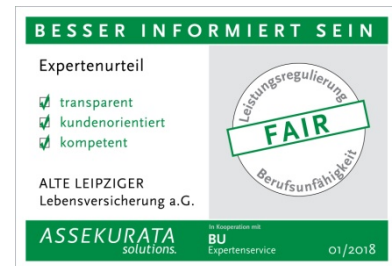 BESSER INFORMIERT SEIN
Expertenurteil
transparent
kundenorientiert
kompetent
ALTE LEIPZIGER
Lebensversicherung a.G.
Leistungsregulierung
FAIR
Berufsunfähigkeit
ASSEKURATA
solutions.
In Kooperation mit
BU
Expertenservice
01/2018